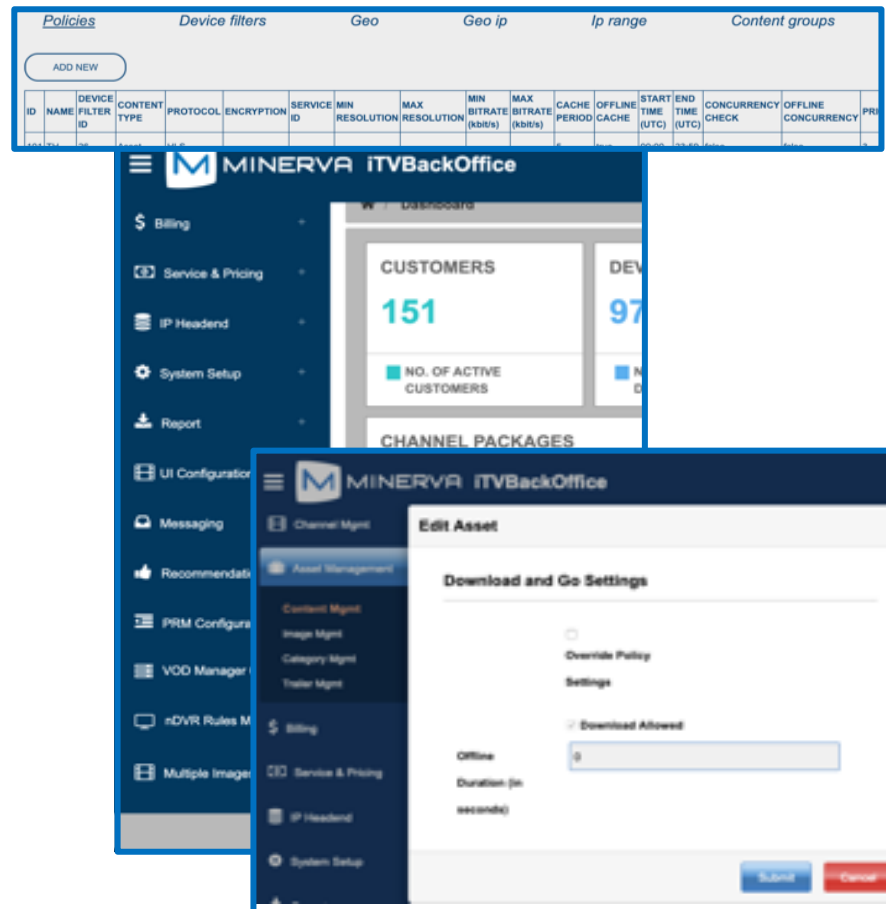 Policies Device filters Geo Geo ip Ip range Content groups
ADD NEW
ID NAME DEVICE FILTER ID CONTENT TYPE PROTOCOL ENCRYPTION SERVICE ID MIN RESOLUTION MAX RESOLUTION MIN BITRATE (kbit/s) MAX BITRATE (kbit/s) CACHE PERIOD OFFLINE CACHE START TIME (UTC) END TIME (UTC) CONCURRENCY CHECK OFFLINE CONCURRENCY PRI
MINERVA iTVBackOffice
Dashboard
$ Billing +
Service & Pricing +
IP Headend +
System Setup +
Report +
UI Configuration
Messaging
Recommendati
PRM Configura
VOD Manager
nDVR Rules M
Multiple Image
CUSTOMERS
151
NO. OF ACTIVE
CUSTOMERS
DEV
97
N
D
CHANNEL PACKAGES
MINERVA iTVBackOffice
Channel Mgmt
Asset Management
Content Mgmt
Image Mgmt
Category Mgmt
Trailer Mgmt
$ Billing
Service & Pricing
IP Headend
System Setup
Edit Asset
Download and Go Settings
Override Policy
Settings
Download Allowed
Offline
Duration (in
seconds)
0
Submit
Cancel